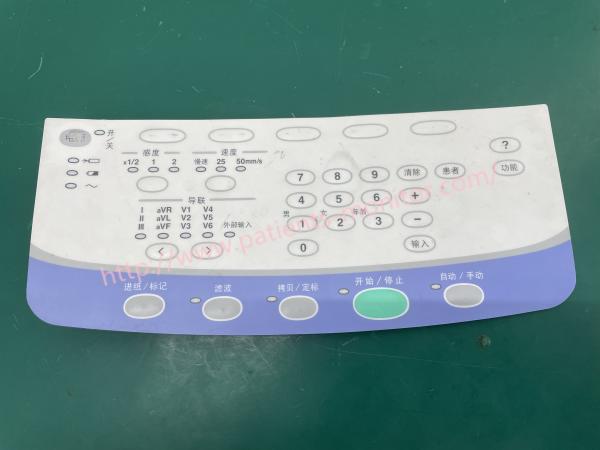 开/关
感度
x1/2 1 2
速度
慢速 25 50mm/s
导联
I aVR V1 V4
II aVL V2 V5
III aVF V3 V6 外部输入
< >
7 8 9 清除 患者
?
功能
4 5 6 +
男 女 年龄
1 2 3 −
0 输入
进纸/标记
滤波
拷贝/定标
开始/停止
自动/手动
http://www.patients-monitor.com/